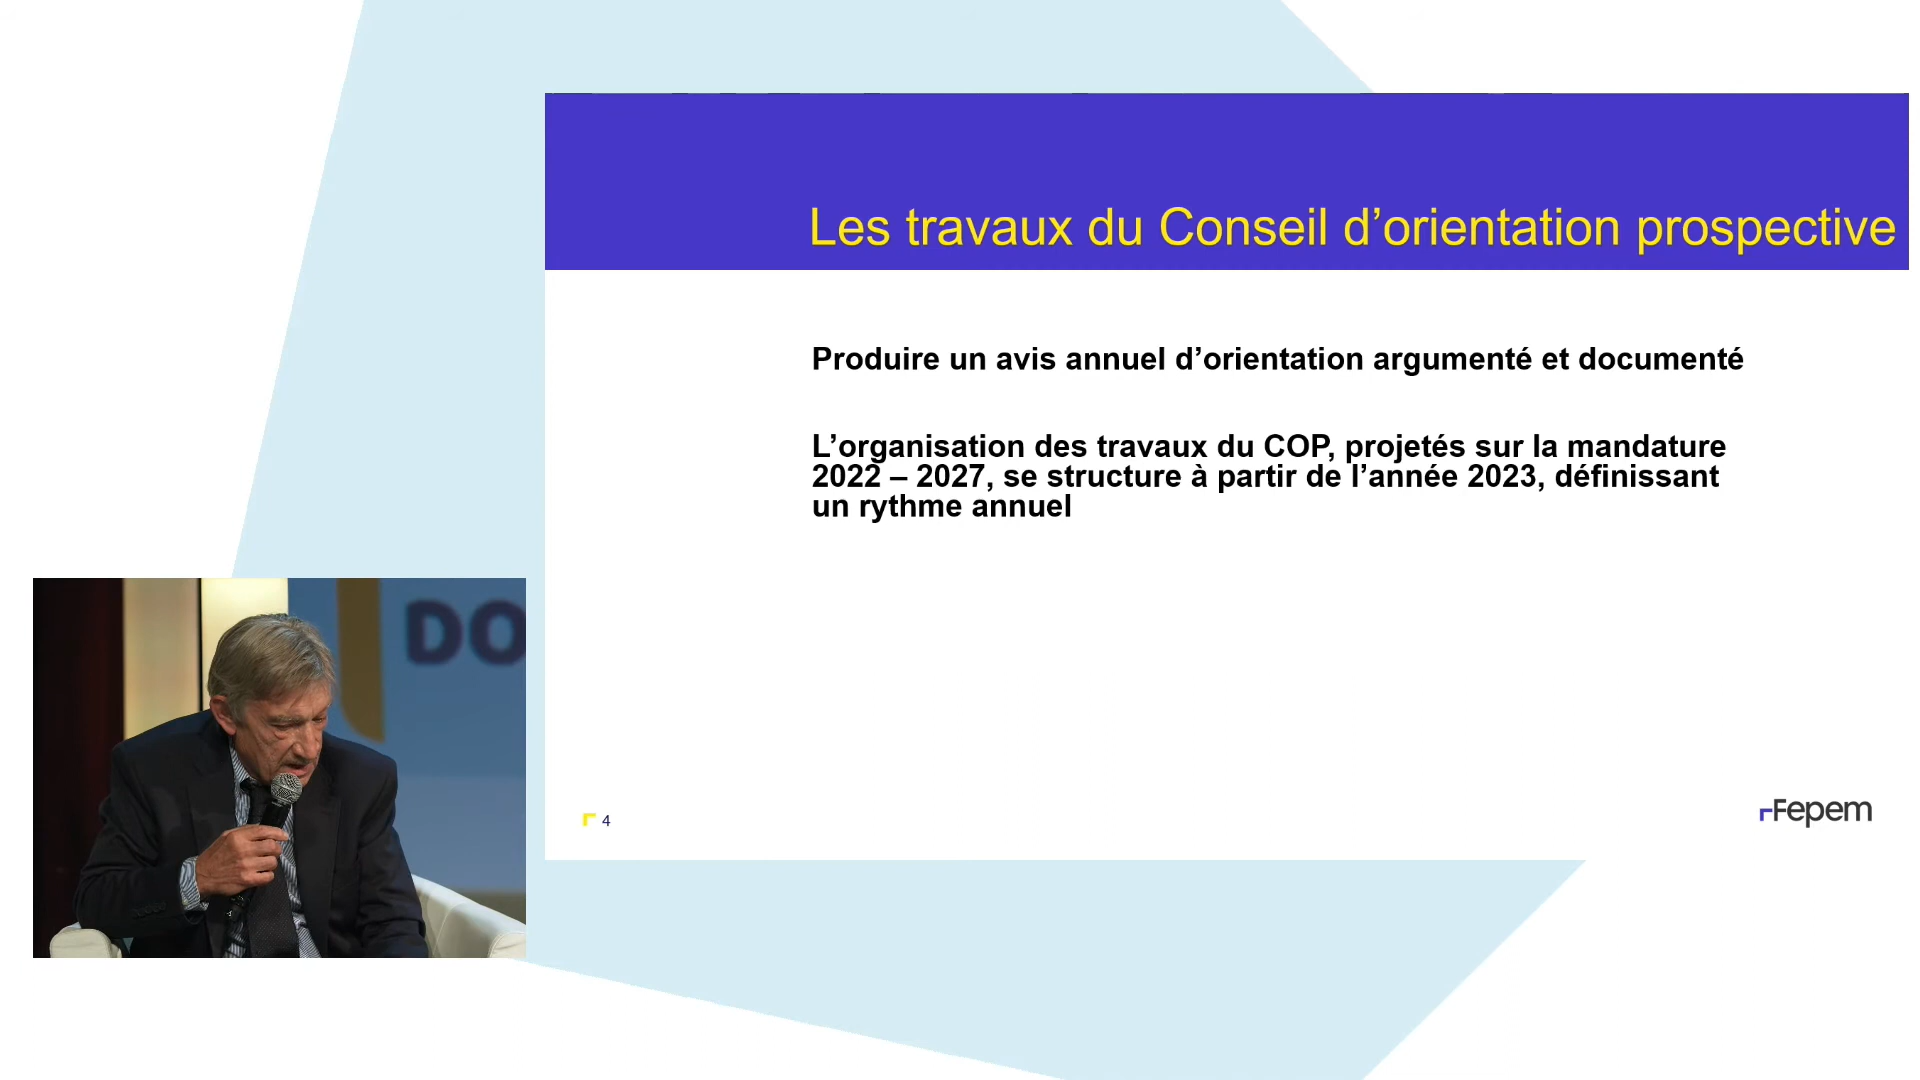 Les travaux du Conseil d’orientation prospective
Produire un avis annuel d’orientation argumenté et documenté
L’organisation des travaux du COP, projetés sur la mandature
2022 – 2027, se structure à partir de l’année 2023, définissant
un rythme annuel
DO
4
Fepem